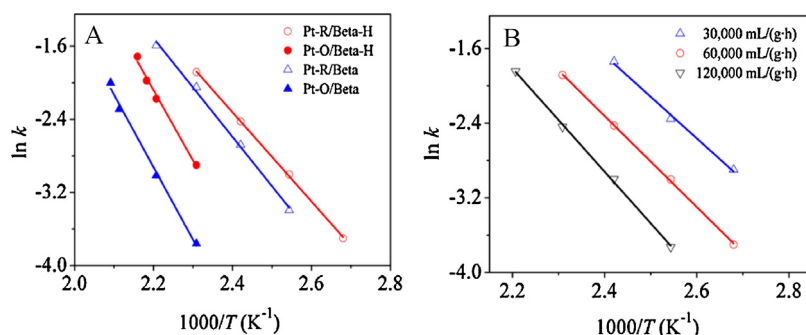 A
Pt-R/Beta-H
Pt-O/Beta-H
Pt-R/Beta
Pt-O/Beta
ln k
-1.6
-2.4
-3.2
-4.0
2.0 2.2 2.4 2.6 2.8
1000/T (K⁻¹)
B
30,000 mL/(g·h)
60,000 mL/(g·h)
120,000 mL/(g·h)
ln k
-1.6
-2.4
-3.2
-4.0
2.2 2.4 2.6 2.8
1000/T (K⁻¹)